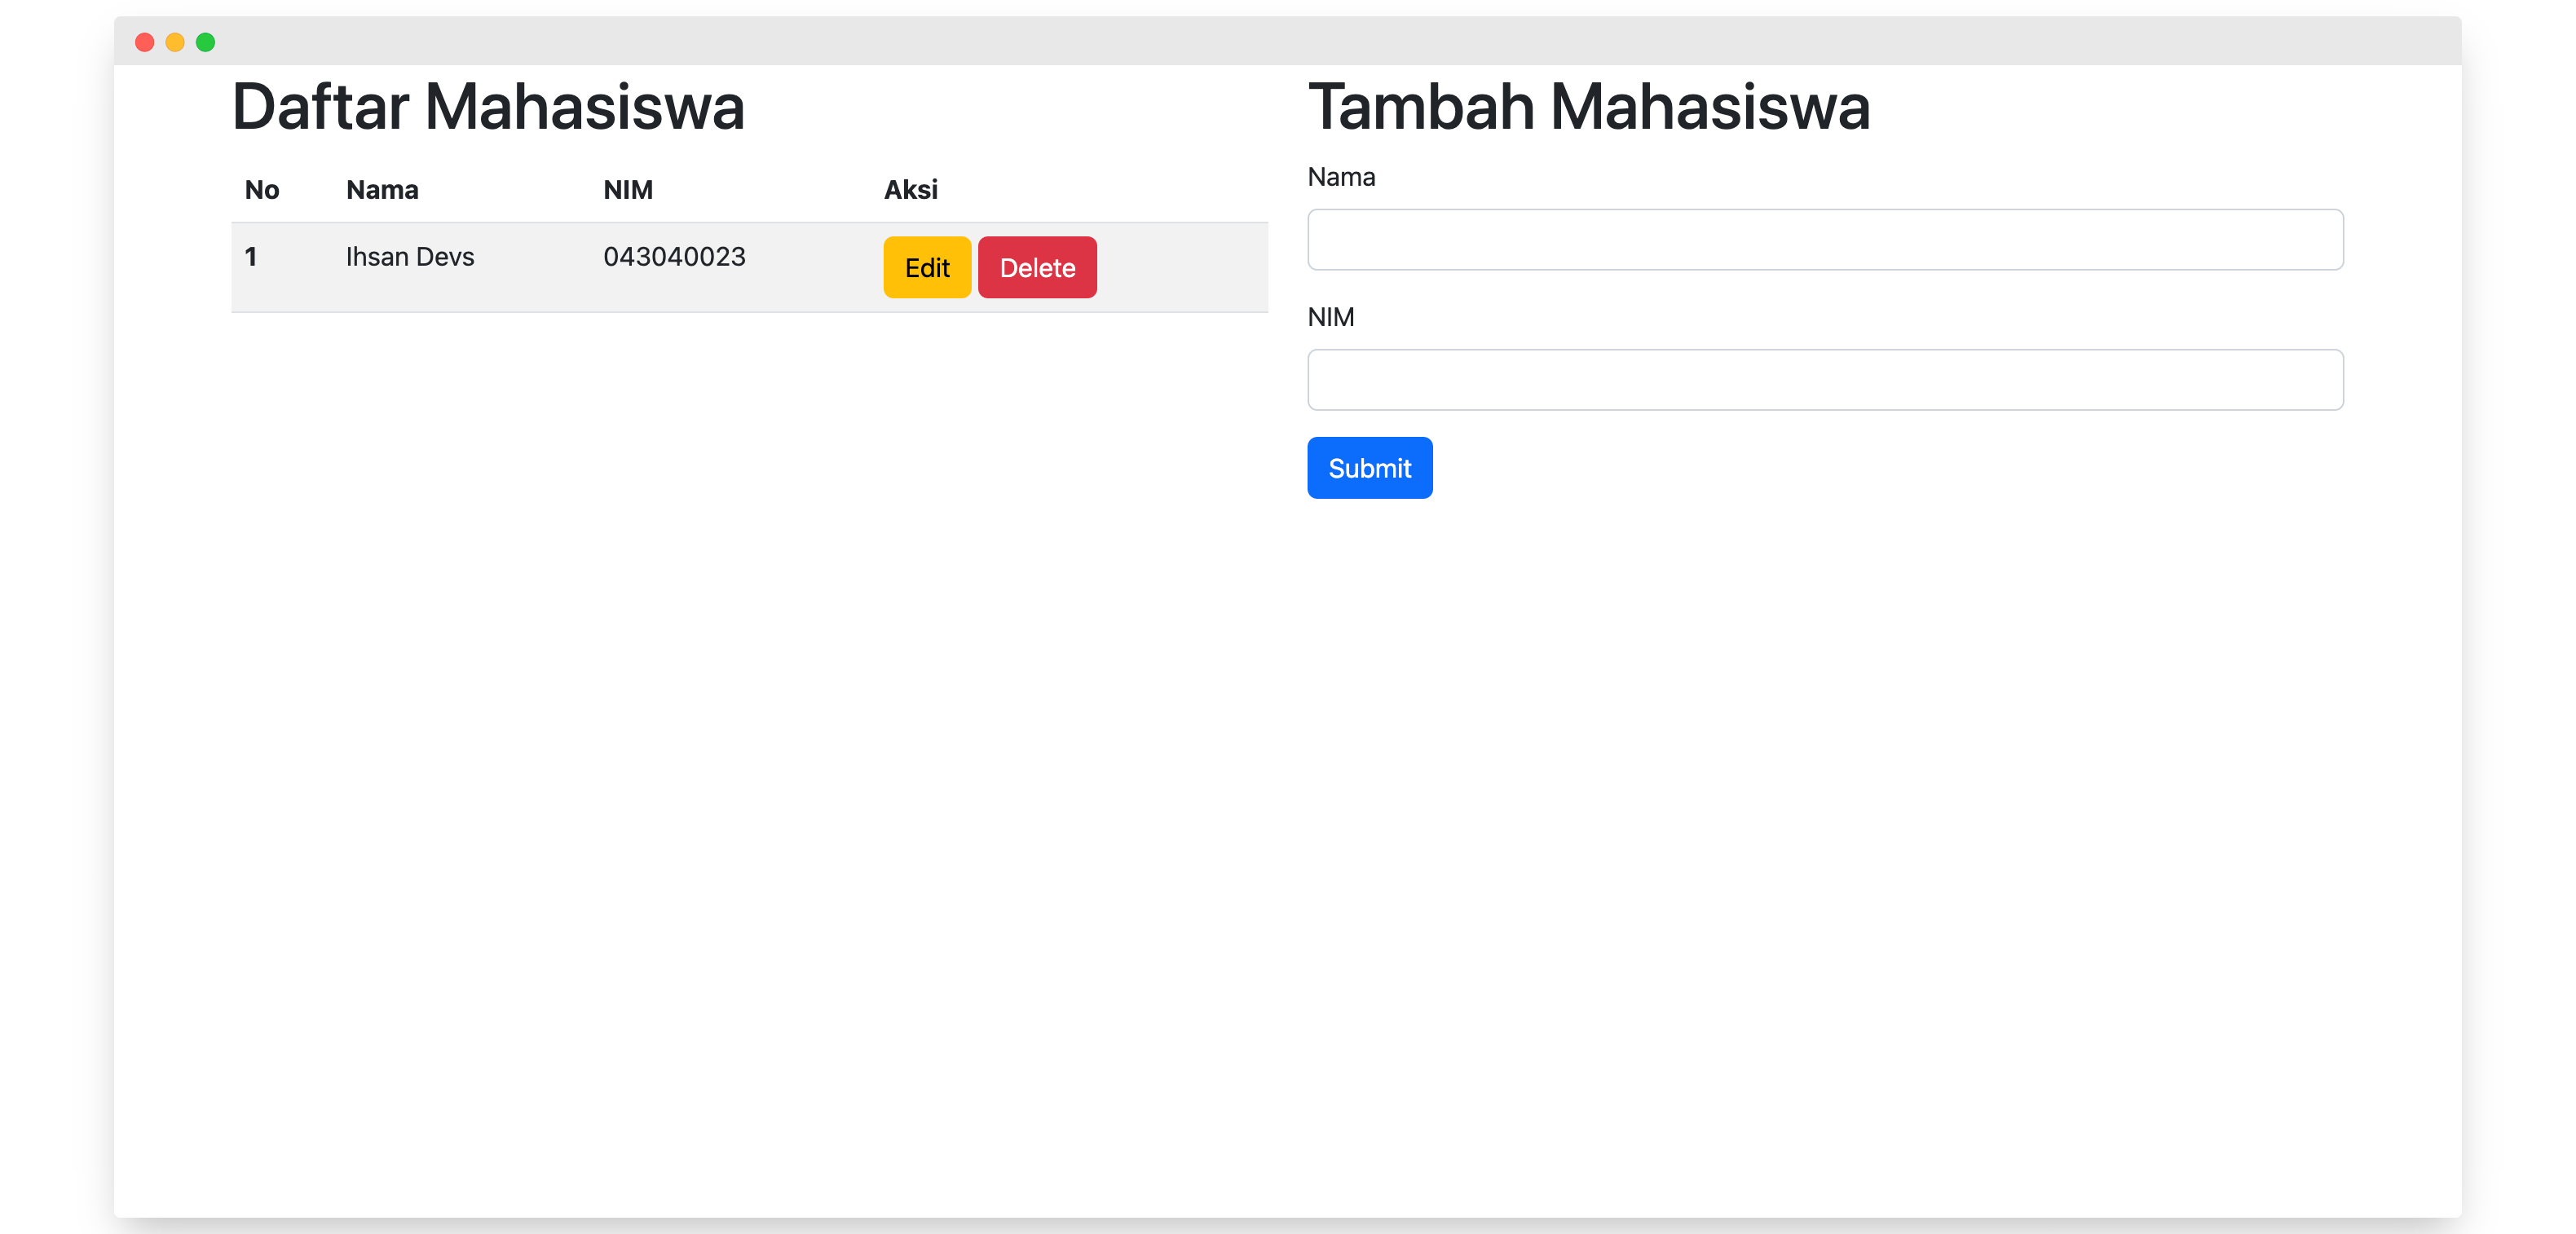 Daftar Mahasiswa
No Nama NIM Aksi
1 Ihsan Devs 043040023 Edit Delete
Tambah Mahasiswa
Nama
NIM
Submit